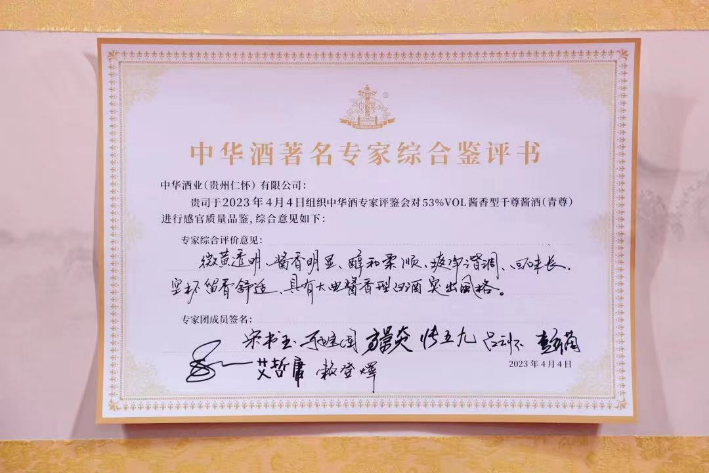 中华酒著名专家综合鉴评书
中华酒业(贵州仁怀)有限公司:
贵司于2023年4月4日组织中华酒专家评鉴会对53%VOL酱香型千尊酱酒(青尊)
进行感官质量品鉴,综合意见如下:
专家综合评价意见:
微黄透明、酱香明显、醇和柔顺、较协调、回味长、
空杯留香舒适、具有大曲酱香型白酒突出风格。
专家团成员签名:
宋书玉
艾哲庸
2023年4月4日